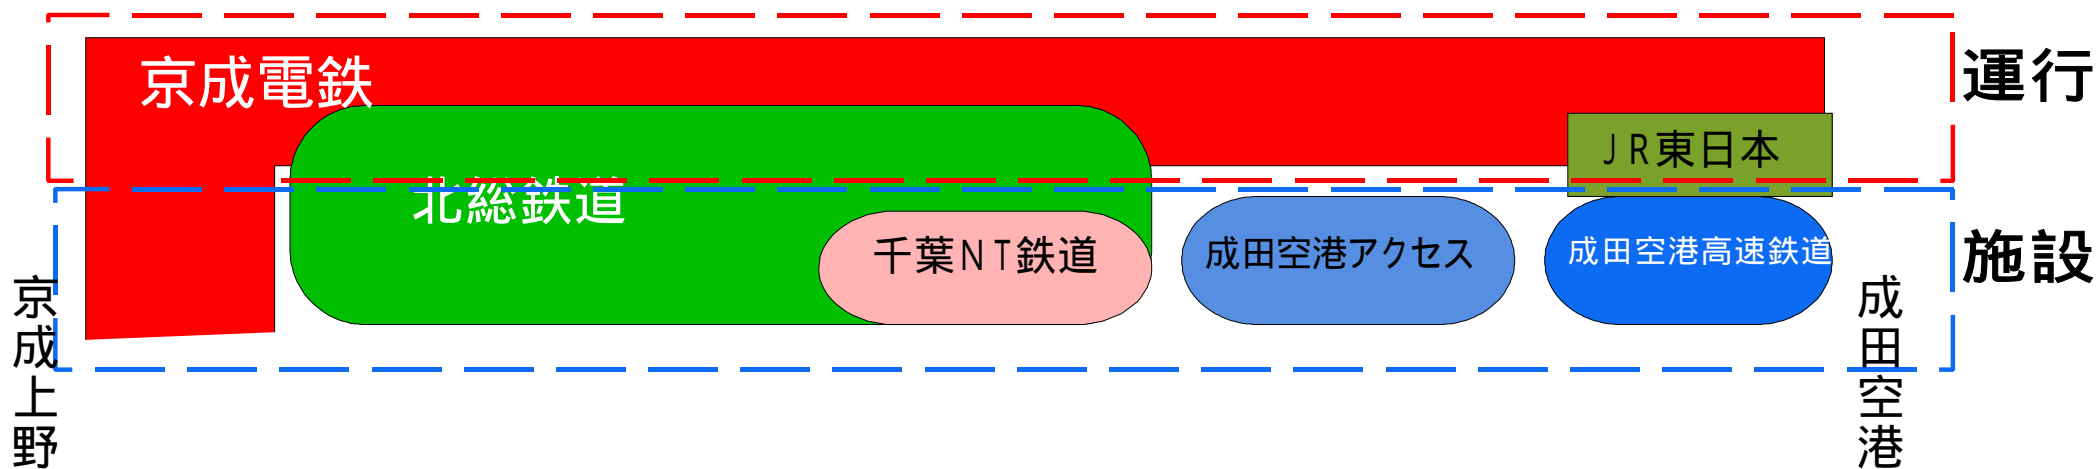 京成電鉄
運行
JR東日本
北総鉄道
千葉NT鉄道
成田空港アクセス
成田空港高速鉄道
施設
京成上野
成田空港